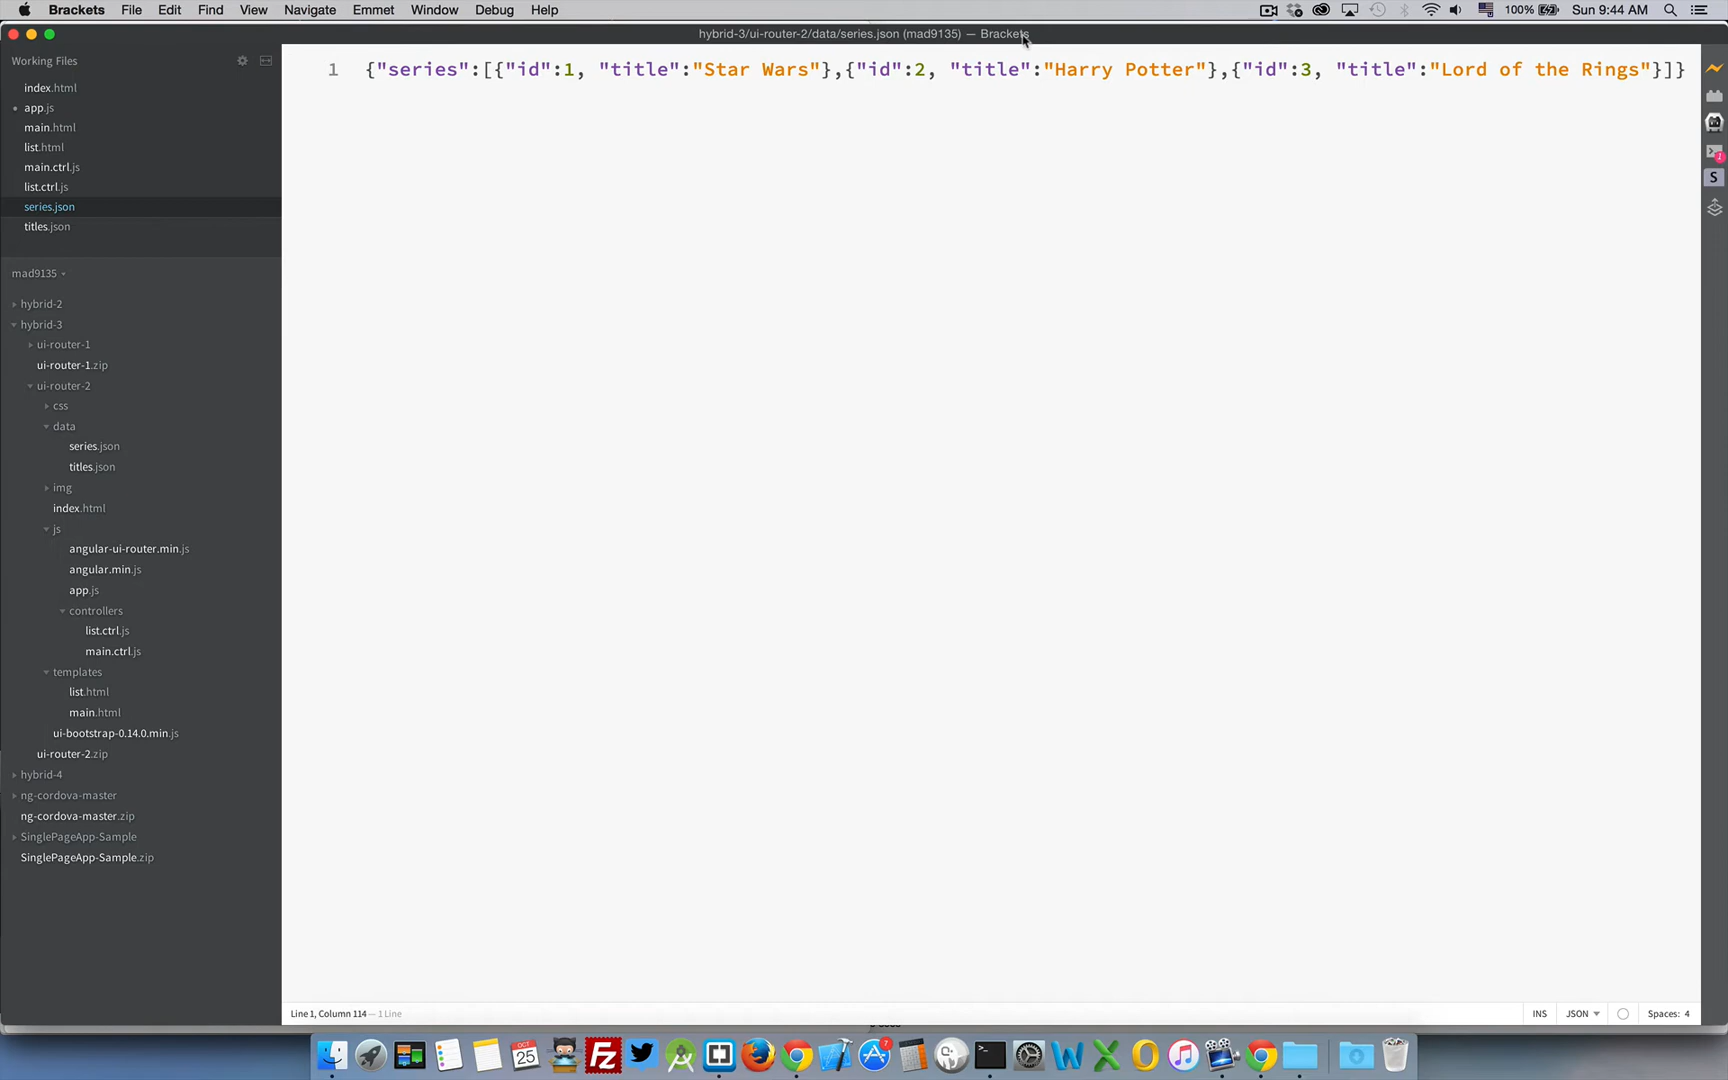 Brackets File Edit Find View Navigate Emmet Window Debug Help 100% Sun 9:44 AM
hybrid-3/ui-router-2/data/series.json (mad9135) — Brackets
Working Files
index.html
app.js
main.html
list.html
main.ctrl.js
list.ctrl.js
series.json
titles.json
mad9135
hybrid-2
hybrid-3
ui-router-1
ui-router-1.zip
ui-router-2
css
data
series.json
titles.json
img
index.html
js
angular-ui-router.min.js
angular.min.js
app.js
controllers
list.ctrl.js
main.ctrl.js
templates
list.html
main.html
ui-bootstrap-0.14.0.min.js
ui-router-2.zip
hybrid-4
ng-cordova-master
ng-cordova-master.zip
SinglePageApp-Sample
SinglePageApp-Sample.zip
1 {"series":[{"id":1, "title":"Star Wars"},{"id":2, "title":"Harry Potter"},{"id":3, "title":"Lord of the Rings"}]}
1
S
Line 1, Column 114 — 1 Line INS JSON Spaces: 4
OCT
25
FZ
7